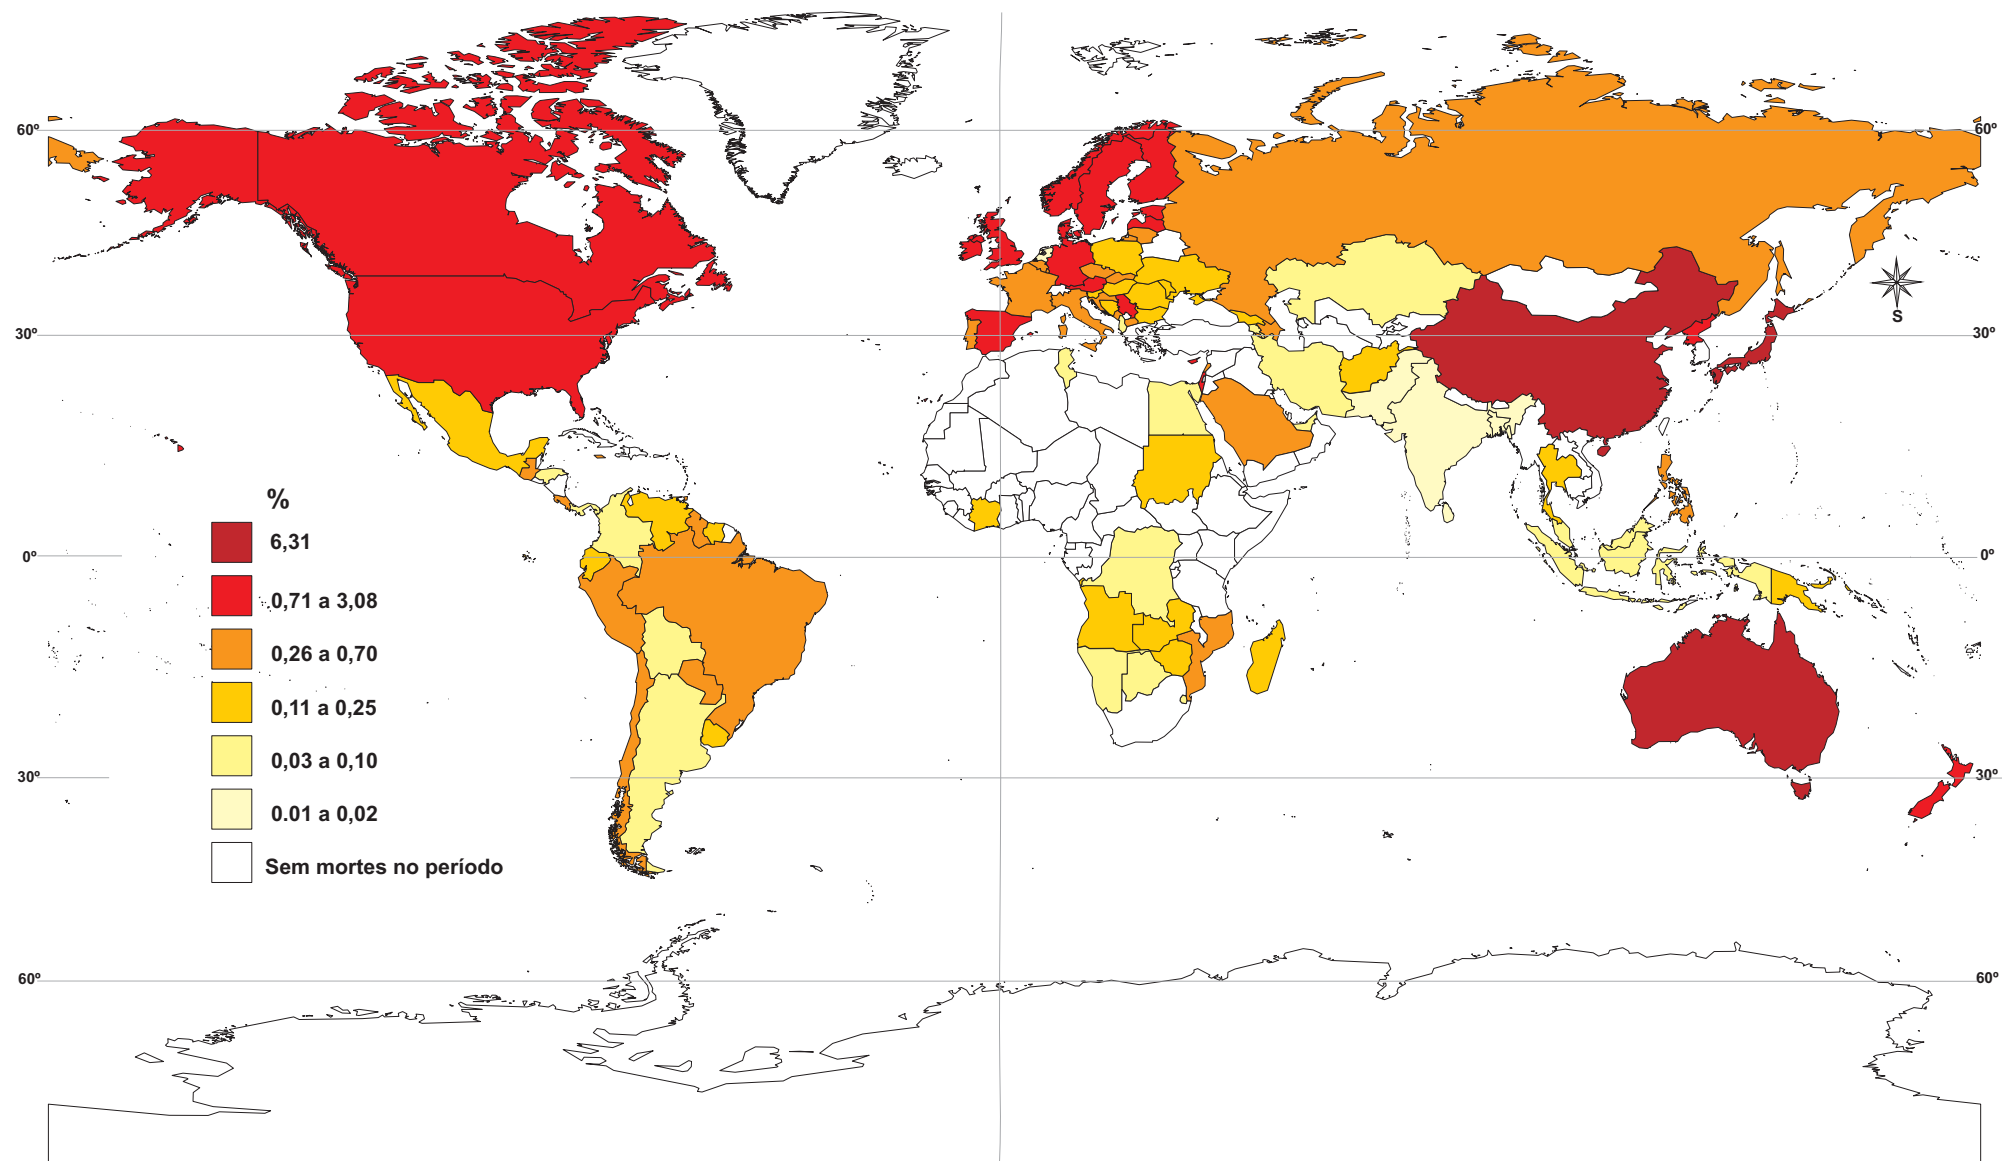 60º
60º
S
30º
30º
%
6,31
0º
0º
0,71 a 3,08
0,26 a 0,70
0,11 a 0,25
0,03 a 0,10
30º
30º
0.01 a 0,02
Sem mortes no período
60º
60º